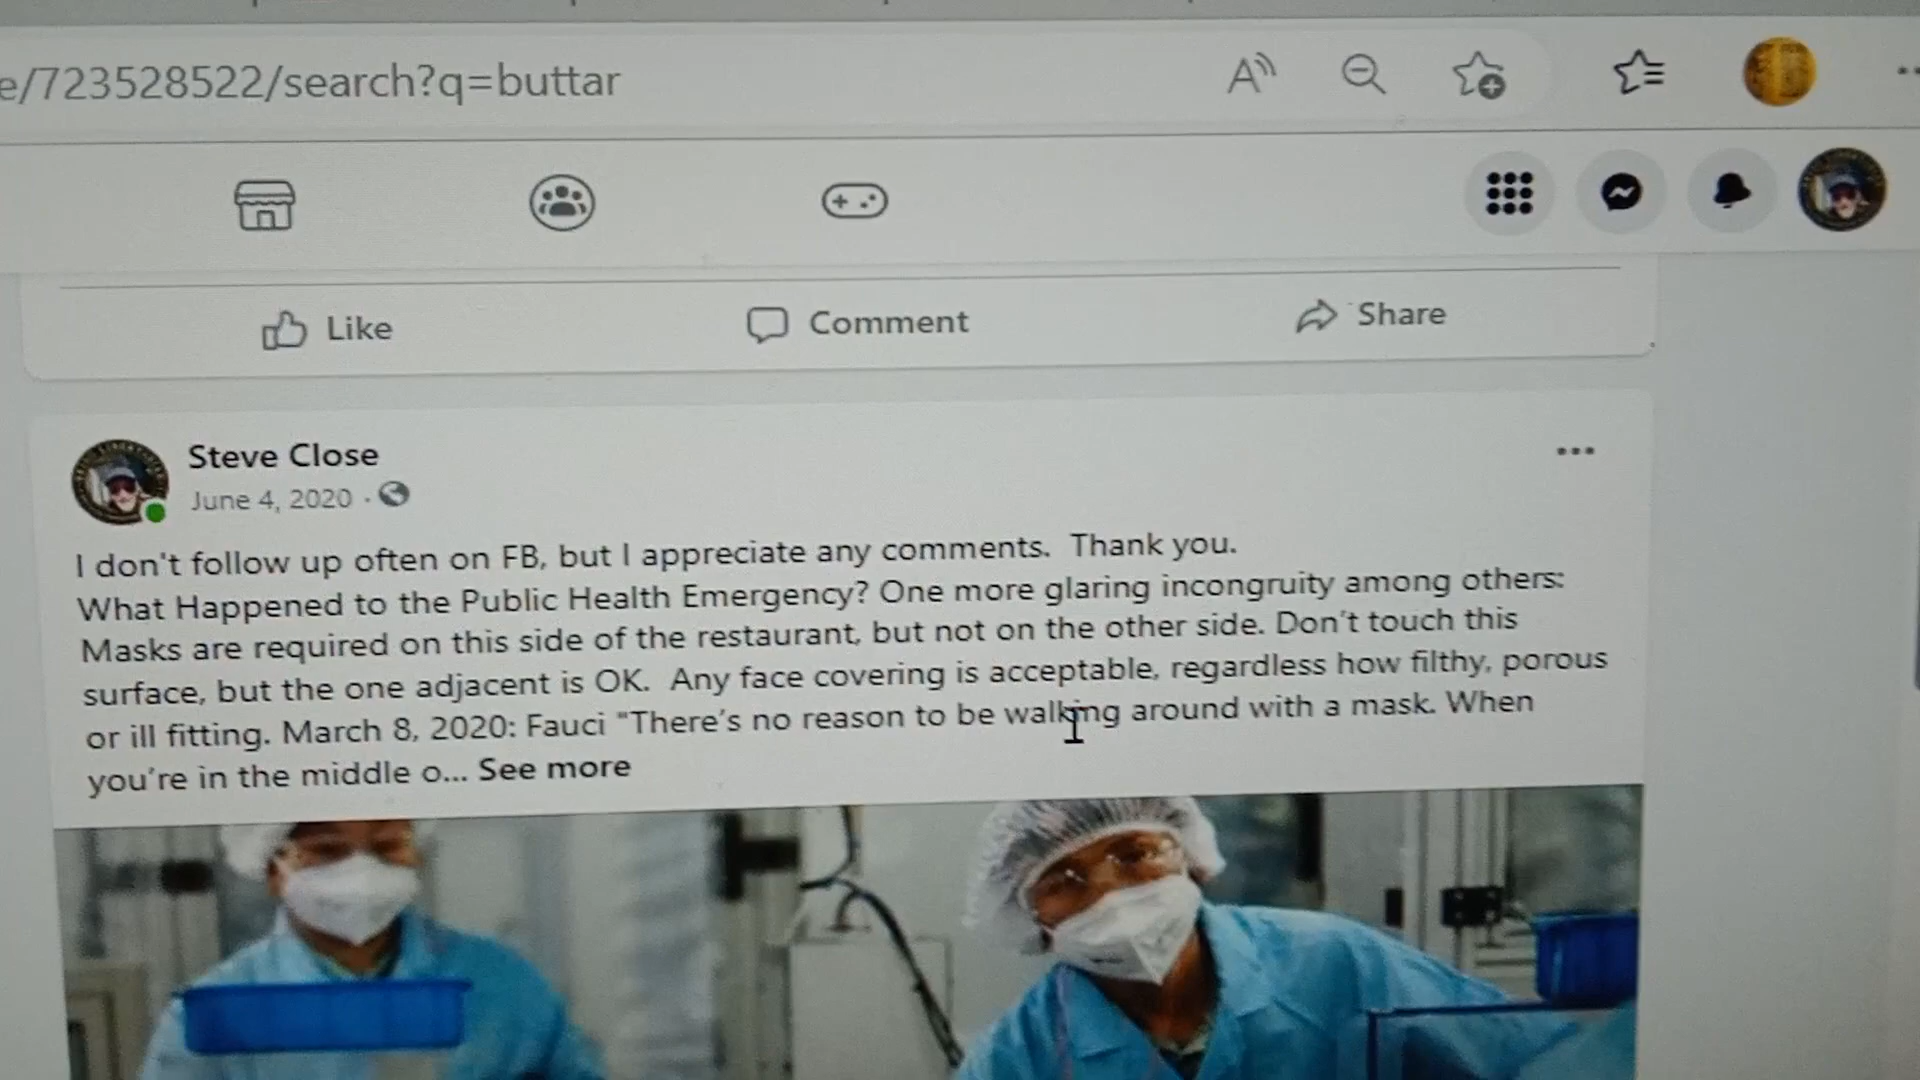 e/723528522/search?q=buttar
Like
Comment
Share
Steve Close
June 4, 2020 ·
I don't follow up often on FB, but I appreciate any comments. Thank you.
What Happened to the Public Health Emergency? One more glaring incongruity among others:
Masks are required on this side of the restaurant, but not on the other side. Don't touch this
surface, but the one adjacent is OK. Any face covering is acceptable, regardless how filthy, porous
or ill fitting. March 8, 2020: Fauci "There's no reason to be walking around with a mask. When
you're in the middle o... See more